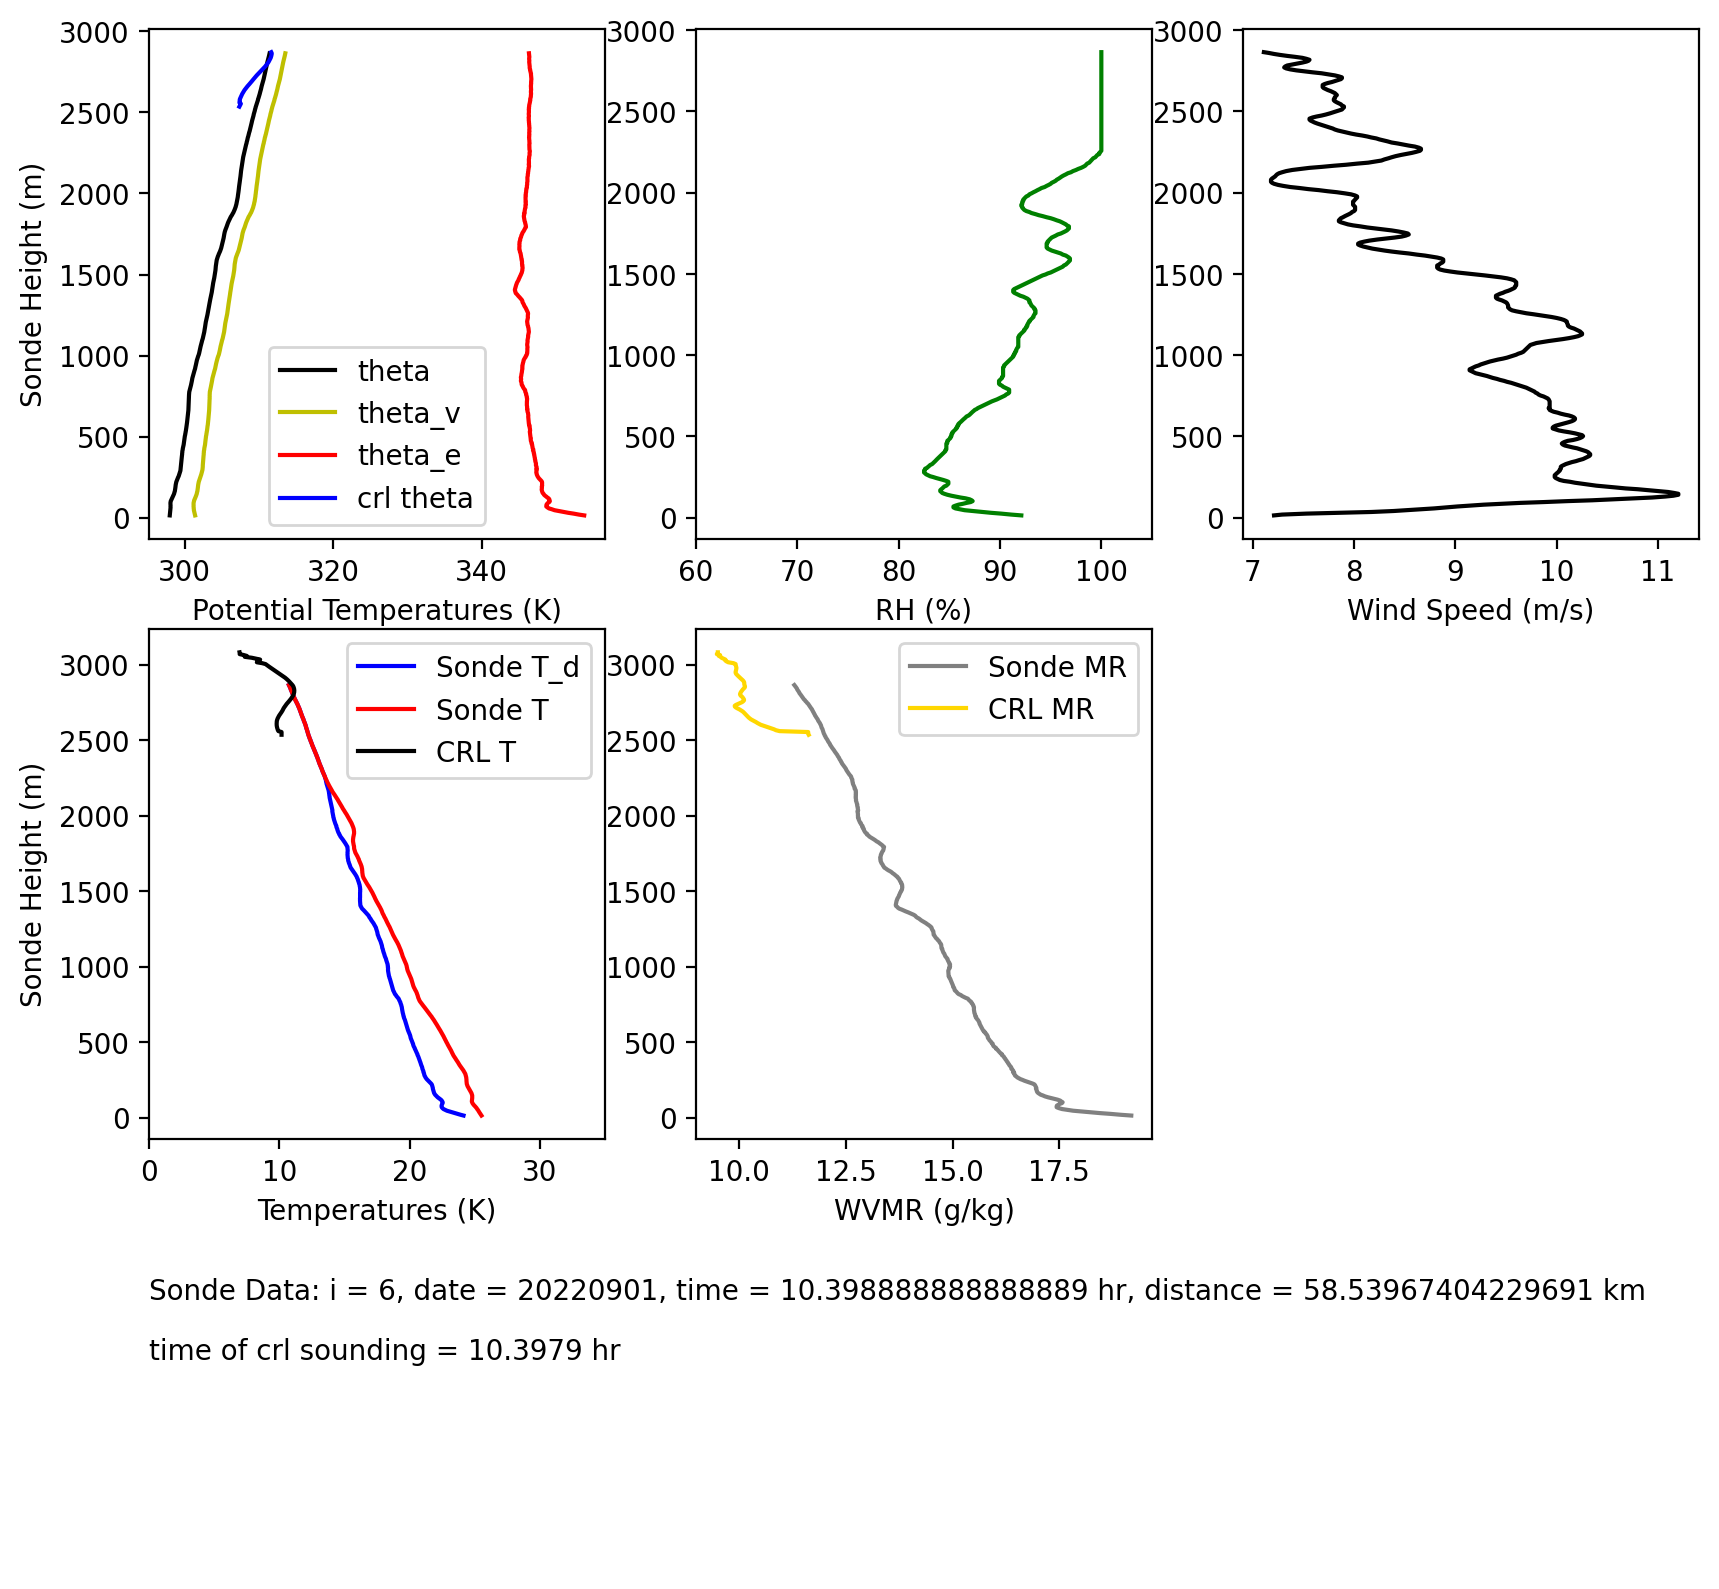 3000
2500
2000
1500
1000
500
0
Sonde Height (m)
300 320 340
Potential Temperatures (K)
theta
theta_v
theta_e
crl theta
3000
2500
2000
1500
1000
500
0
60 70 80 90 100
RH (%)
3000
2500
2000
1500
1000
500
0
7 8 9 10 11
Wind Speed (m/s)
3000
2500
2000
1500
1000
500
0
Sonde Height (m)
0 10 20 30
Temperatures (K)
Sonde T_d
Sonde T
CRL T
3000
2500
2000
1500
1000
500
0
10.0 12.5 15.0 17.5
WVMR (g/kg)
Sonde MR
CRL MR
Sonde Data: i = 6, date = 20220901, time = 10.398888888888889 hr, distance = 58.53967404229691 km
time of crl sounding = 10.3979 hr